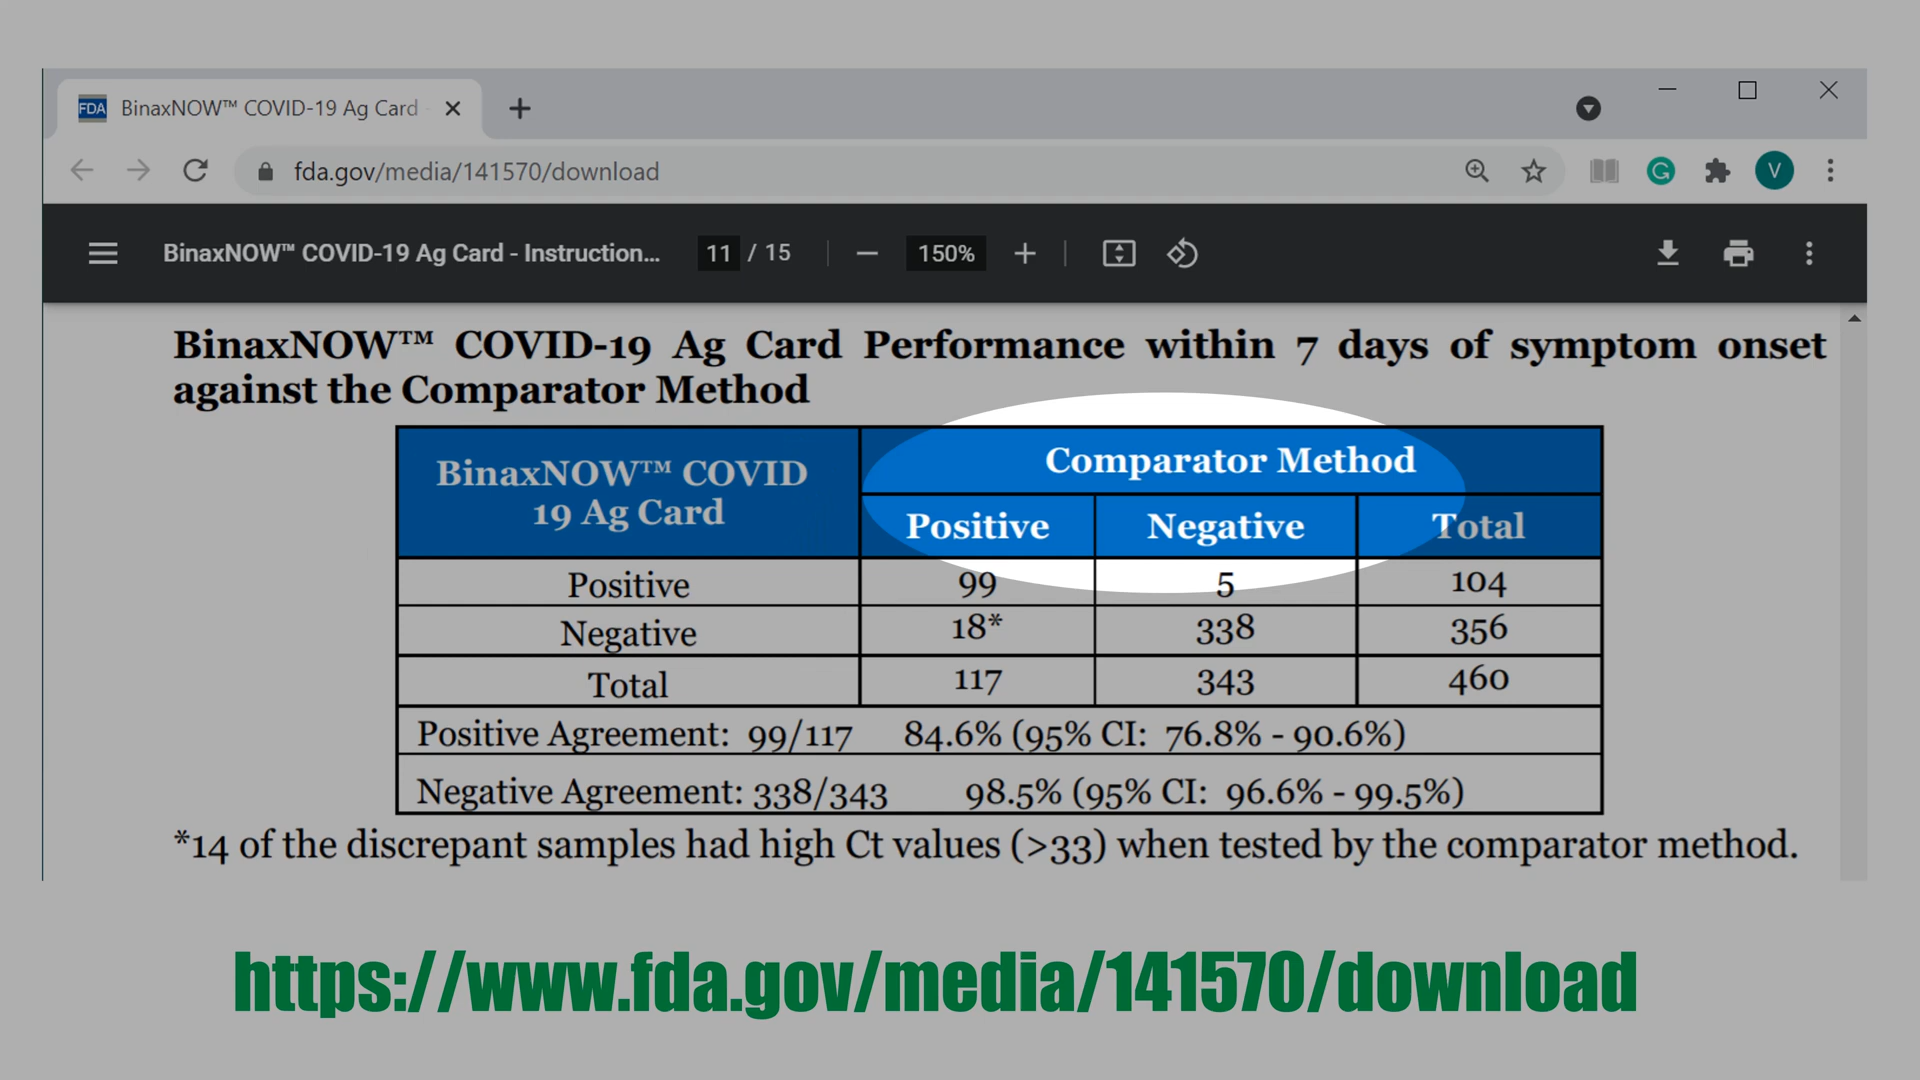 FDA BinaxNOW™ COVID-19 Ag Card -
fda.gov/media/141570/download
G V
BinaxNOW™ COVID-19 Ag Card - Instruction... 11 / 15 150%
BinaxNOW™ COVID-19 Ag Card Performance within 7 days of symptom onset
against the Comparator Method
BinaxNOW™ COVID
19 Ag Card
Comparator Method
Positive Negative Total
Positive 99 5 104
Negative 18* 338 356
Total 117 343 460
Positive Agreement: 99/117 84.6% (95% CI: 76.8% - 90.6%)
Negative Agreement: 338/343 98.5% (95% CI: 96.6% - 99.5%)
*14 of the discrepant samples had high Ct values (>33) when tested by the comparator method.
https://www.fda.gov/media/141570/download